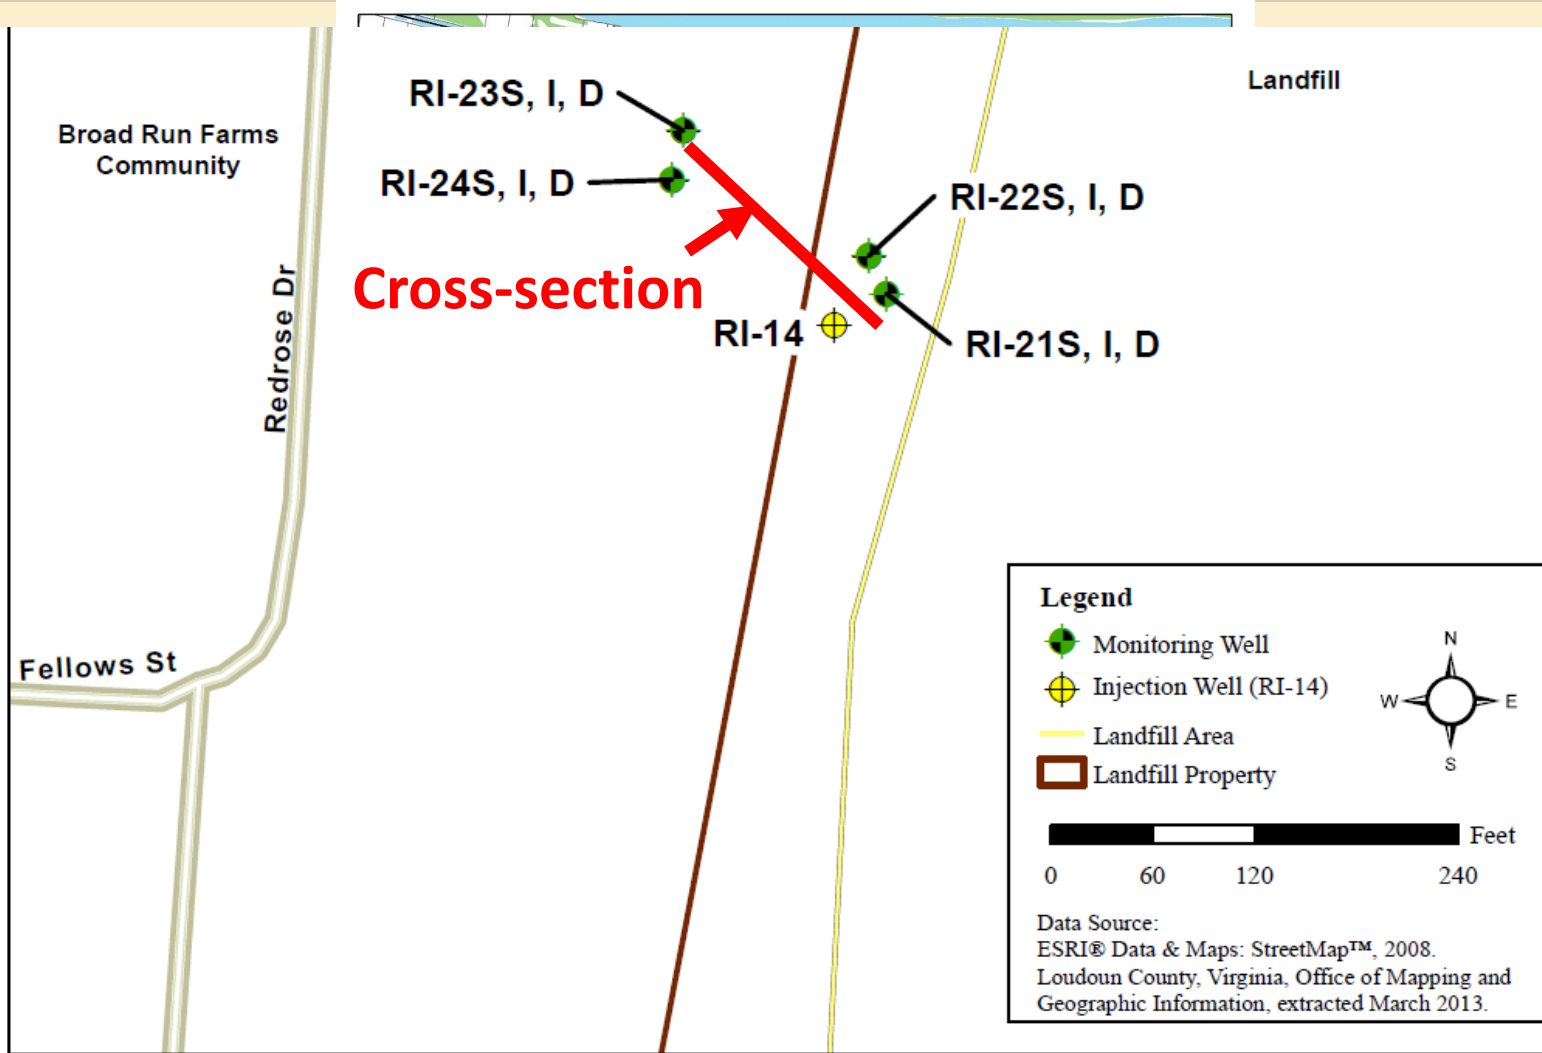 RI-23S, I, D
Landfill
Broad Run Farms
Community
RI-24S, I, D
RI-22S, I, D
Cross-section
Redrose Dr
RI-14
RI-21S, I, D
Fellows St
Legend
Monitoring Well
Injection Well (RI-14)
Landfill Area
Landfill Property
N
W
E
S
Feet
0 60 120 240
Data Source:
ESRI® Data & Maps: StreetMap™, 2008.
Loudoun County, Virginia, Office of Mapping and
Geographic Information, extracted March 2013.